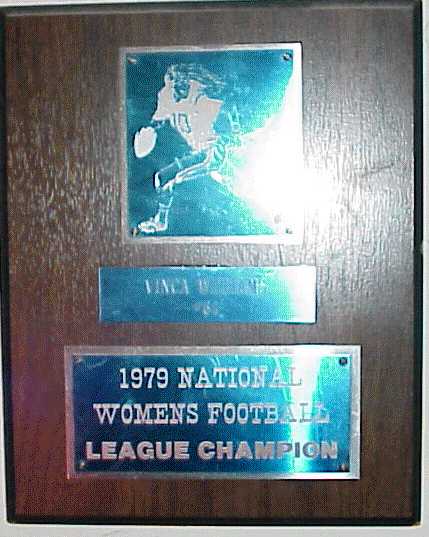 VINCA
1979 NATIONAL
WOMENS FOOTBALL
LEAGUE CHAMPION